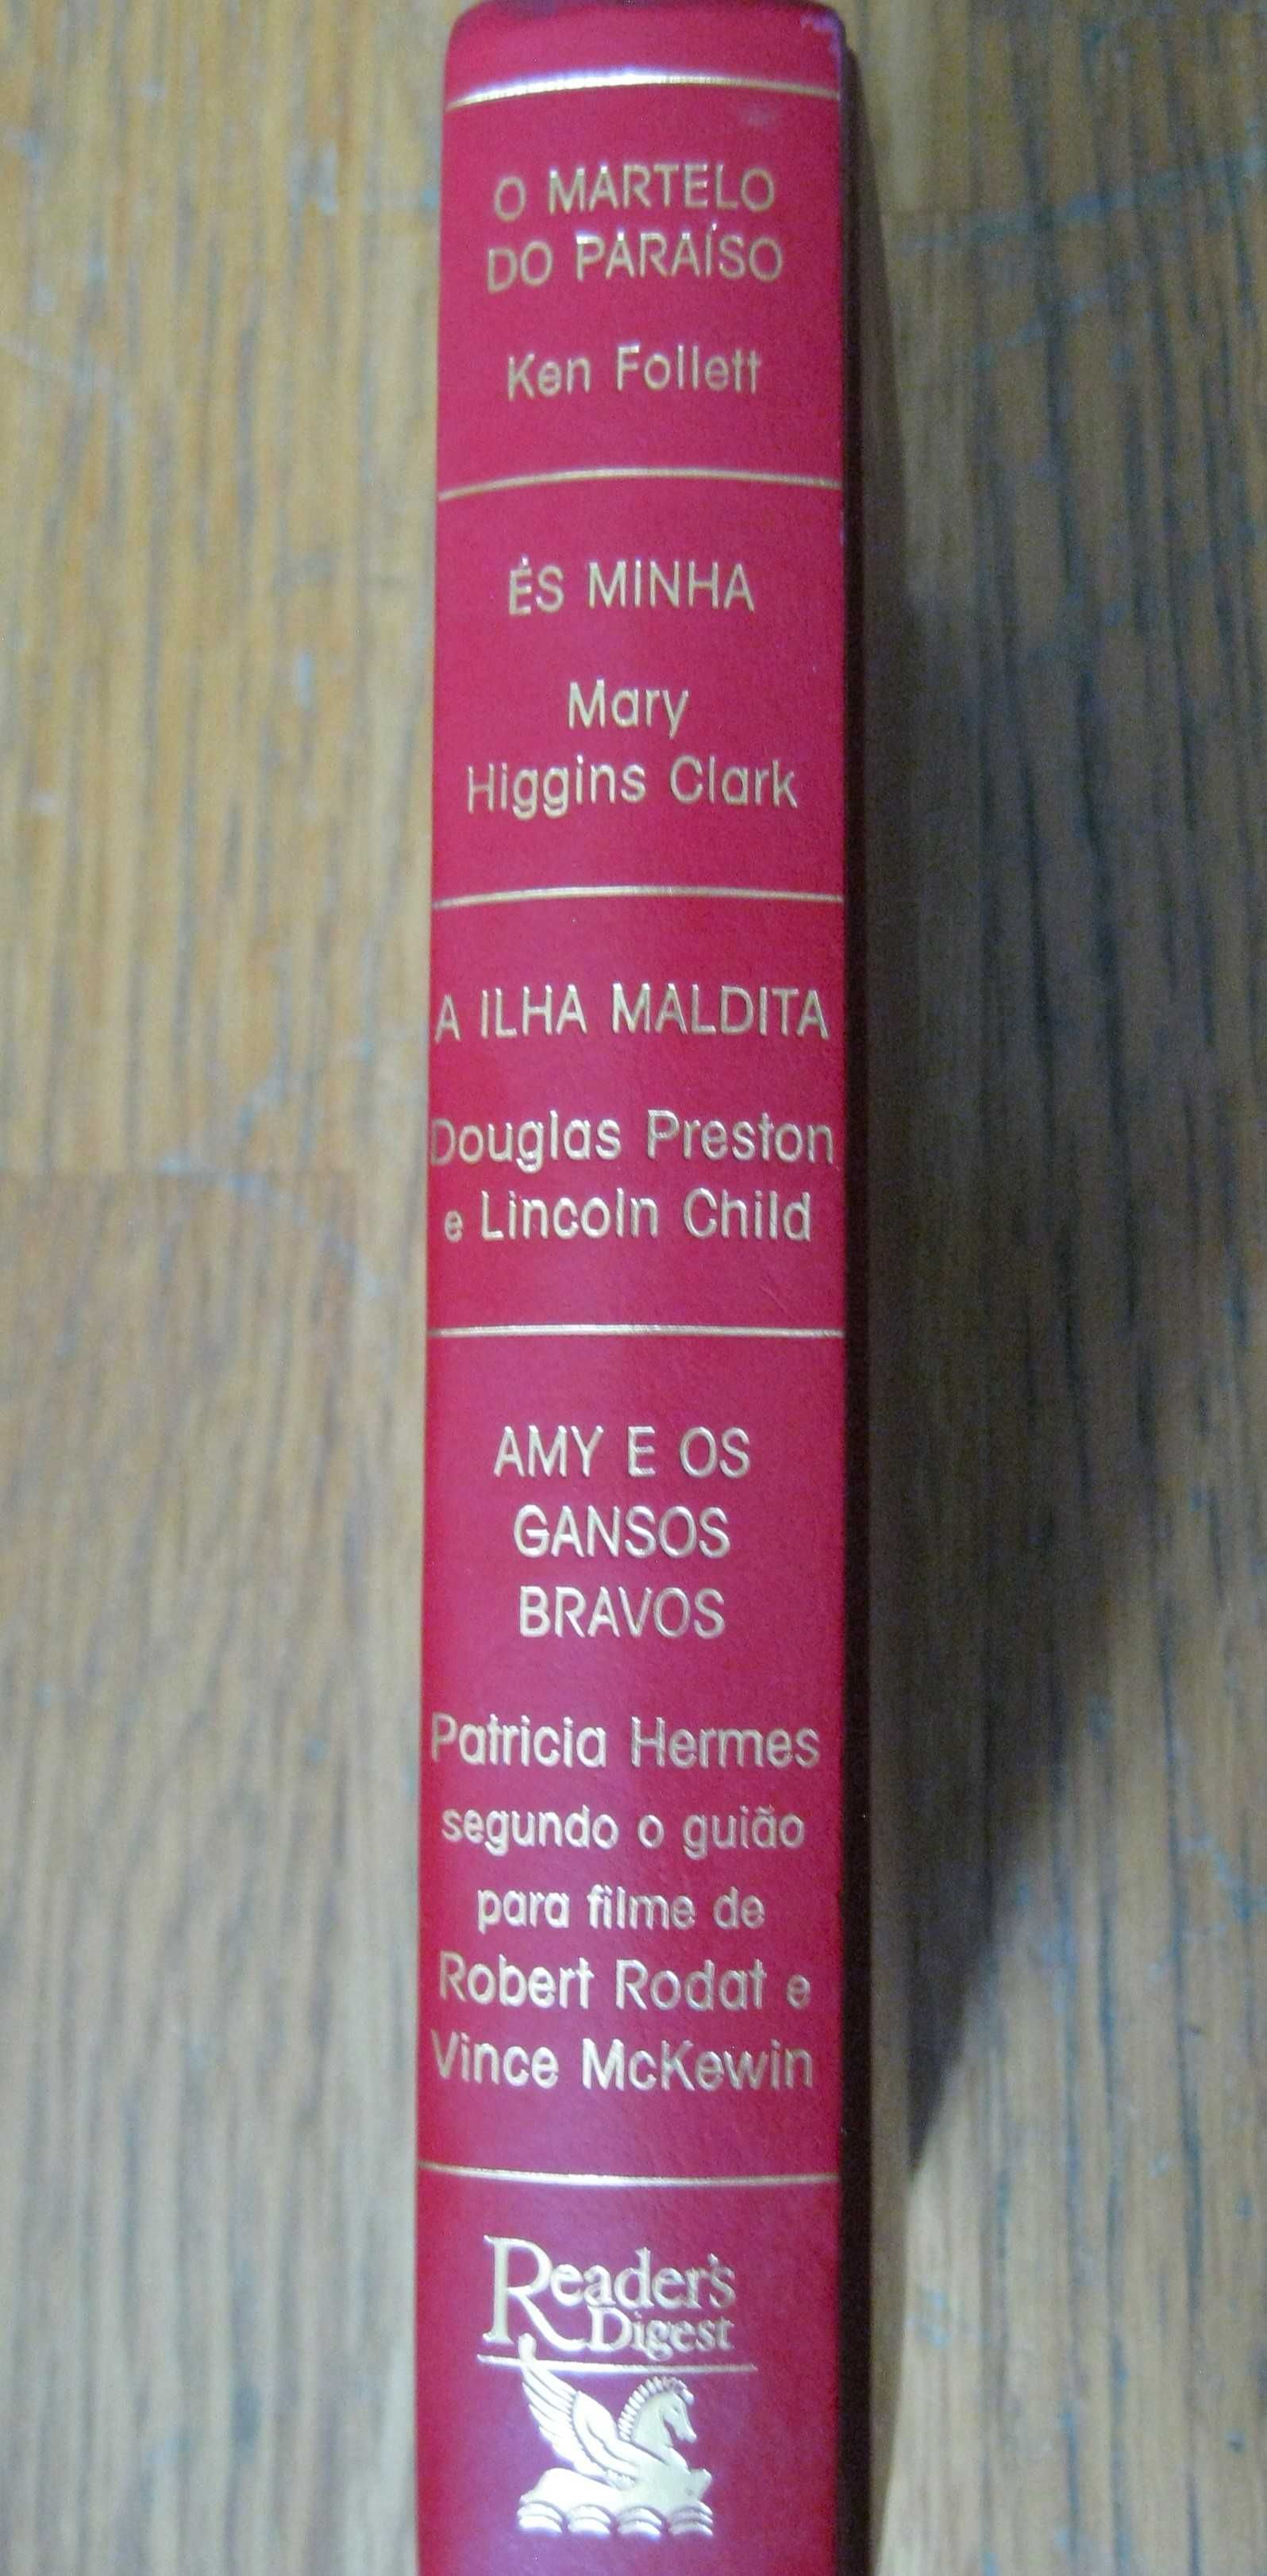 O MARTELO
DO PARAÍSO
Ken Follett
ÉS MINHA
Mary
Higgins Clark
A ILHA MALDITA
Douglas Preston
e Lincoln Child
AMY E OS
GANSOS
BRAVOS
Patricia Hermes
segundo o guião
para filme de
Robert Rodat e
Vince McKewin
Reader's
Digest